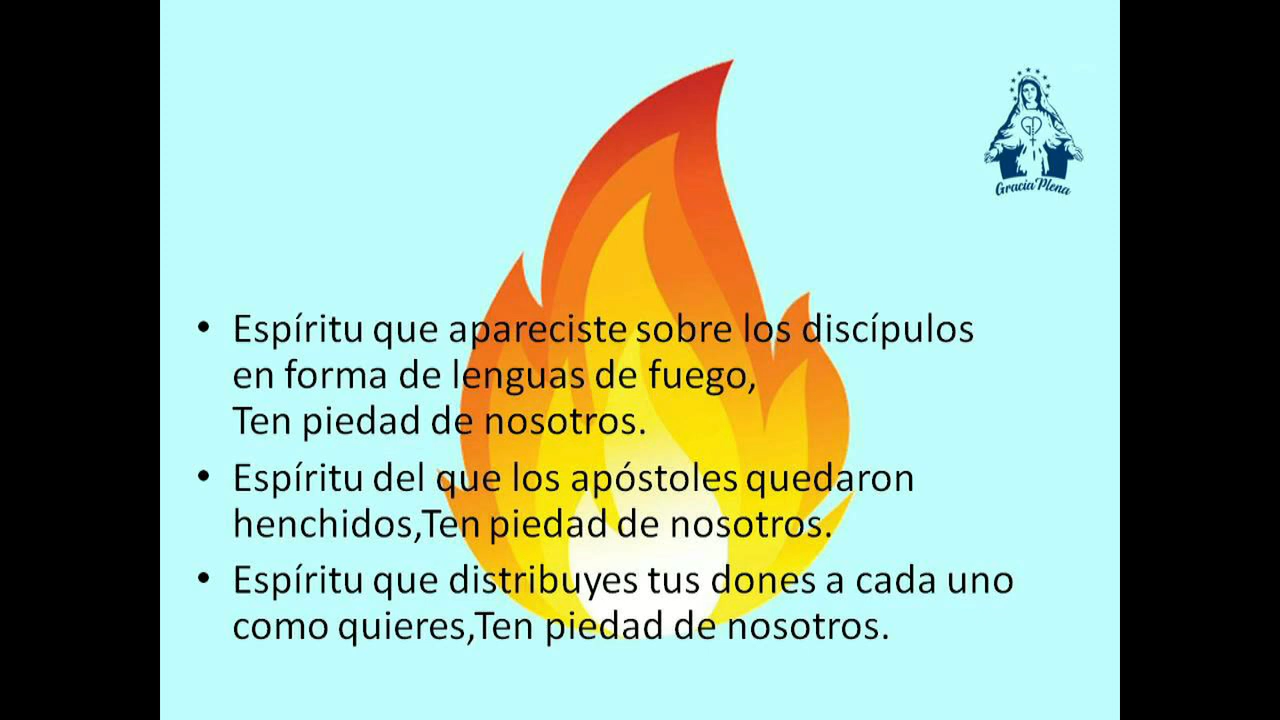 Gracia Plena
• Espíritu que apareciste sobre los discípulos
en forma de lenguas de fuego,
Ten piedad de nosotros.
• Espíritu del que los apóstoles quedaron
henchidos,Ten piedad de nosotros.
• Espíritu que distribuyes tus dones a cada uno
como quieres,Ten piedad de nosotros.